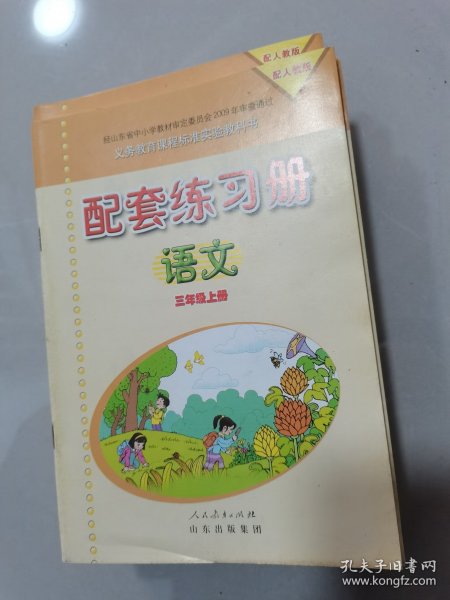 配人教版
配人教版
经山东省中小学教材审定委员会2009年审查通过
义务教育课程标准实验教科书
配套练习册
语文
三年级上册
人民教育出版社
山东出版集团
孔夫子旧书网
www.kongfz.com